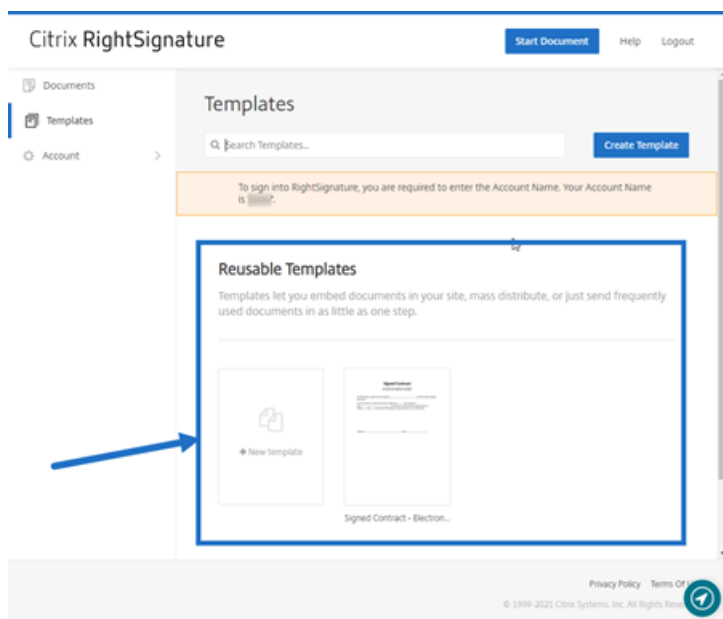 Citrix RightSignature
Start Document
Help
Logout
Documents
Templates
Account
Templates
Search Templates...
Create Template
To sign into RightSignature, you are required to enter the Account Name. Your Account Name
is
Reusable Templates
Templates let you embed documents in your site, mass distribute, or just send frequently
used documents in as little as one step.
+ New template
Signed Contract
Signed Contract - Electron...
Privacy Policy
Terms Of
© 1999-2021 Citrix Systems, Inc. All Rights